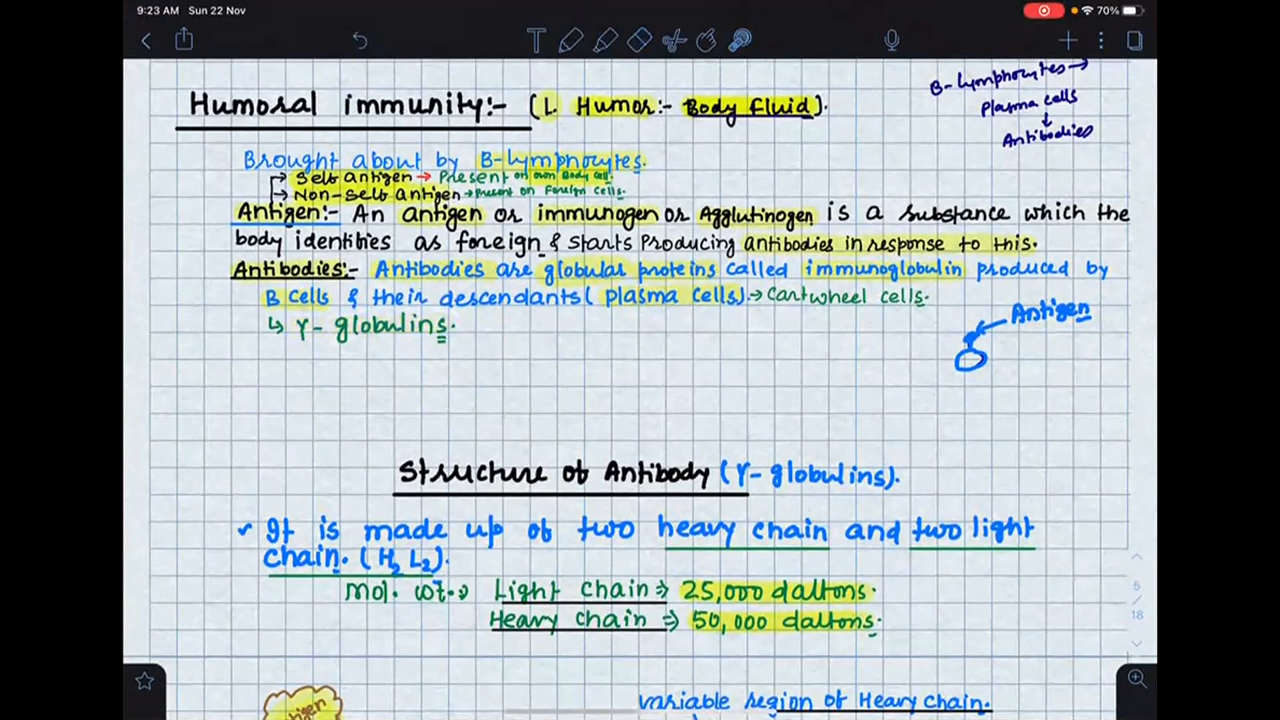 9:23 AM Sun 22 Nov
70%
T
B-lymphocytes →
Plasma cells
↓
Antibodies
Humoral immunity:- (L. Humor:- Body fluid).
Brought about by B-lymphocytes.
→ Self antigen → Present on own Body cell.
→ Non-self antigen → Present on Foreign cells.
Antigen:- An antigen or immunogen or Agglutinogen is a substance which the
body identities as foreign & starts Producing antibodies in response to this.
Antibodies:- Antibodies are globular proteins called immunoglobulin produced by
B cells & their descendants ( plasma cells) → Cartwheel cells.
↳ γ- globulins.
Antigen
Structure of Antibody (γ- globulins).
✓ It is made up of two heavy chain and two light
chain. (H₂ L₂).
mol. wt.→ Light chain ⇒ 25,000 daltons.
Heavy chain ⇒ 50,000 daltons.
5
/
18
variable region of Heavy chain.